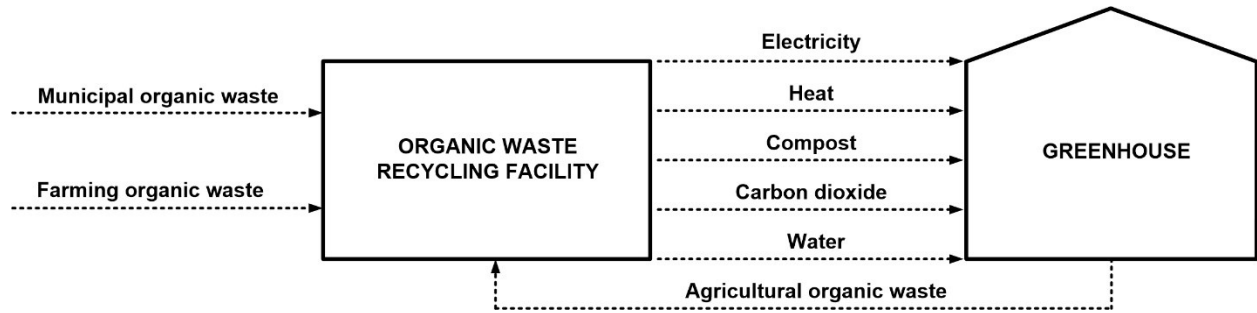 Municipal organic waste
Farming organic waste
ORGANIC WASTE
RECYCLING FACILITY
Electricity
Heat
Compost
Carbon dioxide
Water
GREENHOUSE
Agricultural organic waste